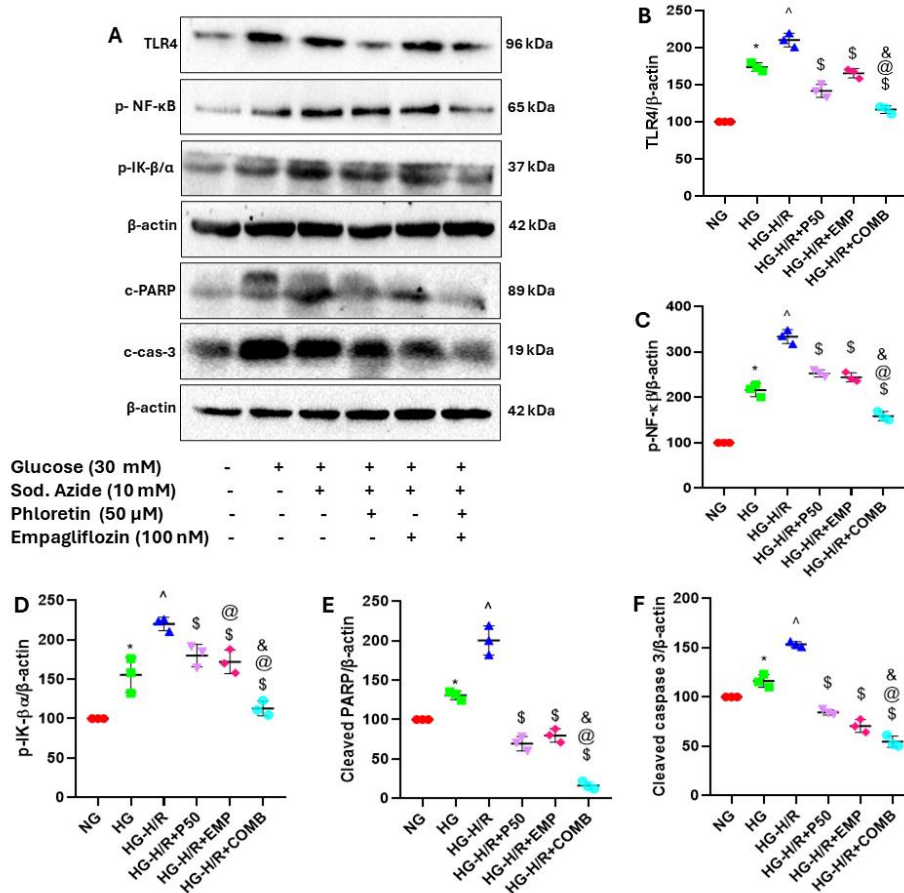 A
TLR4 96 kDa
p- NF-κB 65 kDa
p-IK-β/α 37 kDa
β-actin 42 kDa
c-PARP 89 kDa
c-cas-3 19 kDa
β-actin 42 kDa
Glucose (30 mM) - + + + + +
Sod. Azide (10 mM) - - + + + +
Phloretin (50 µM) - - - + - +
Empagliflozin (100 nM) - - - - + +
B
TLR4/β-actin
250
200
150
100
50
0
*
^
$
$
&
@
$
NG
HG
HG-H/R
HG-H/R+P50
HG-H/R+EMP
HG-H/R+COMB
C
p-NF-κ β/β-actin
400
300
200
100
0
*
^
$
$
&
@
$
NG
HG
HG-H/R
HG-H/R+P50
HG-H/R+EMP
HG-H/R+COMB
D
p-IK-βα/β-actin
250
200
150
100
50
0
*
^
$
@
$
&
@
$
NG
HG
HG-H/R
HG-H/R+P50
HG-H/R+EMP
HG-H/R+COMB
E
Cleaved PARP/β-actin
250
200
150
100
50
0
*
^
$
$
&
@
$
NG
HG
HG-H/R
HG-H/R+P50
HG-H/R+EMP
HG-H/R+COMB
F
Cleaved caspase 3/β-actin
200
150
100
50
0
*
^
$
$
&
@
$
NG
HG
HG-H/R
HG-H/R+P50
HG-H/R+EMP
HG-H/R+COMB